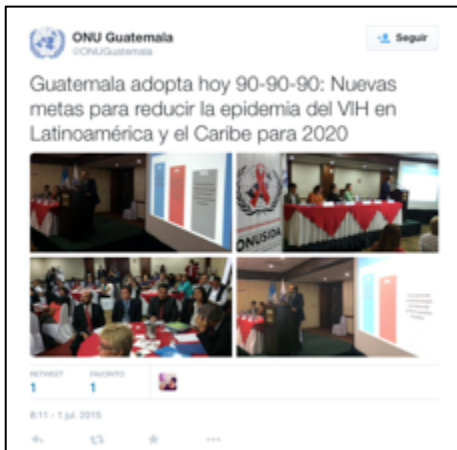 ONU Guatemala
@ONUGuatemala
Seguir
Guatemala adopta hoy 90-90-90: Nuevas
metas para reducir la epidemia del VIH en
Latinoamérica y el Caribe para 2020
ONUSIDA
RETWEET
FAVORITO
1
1
8:11 - 1 jul. 2015